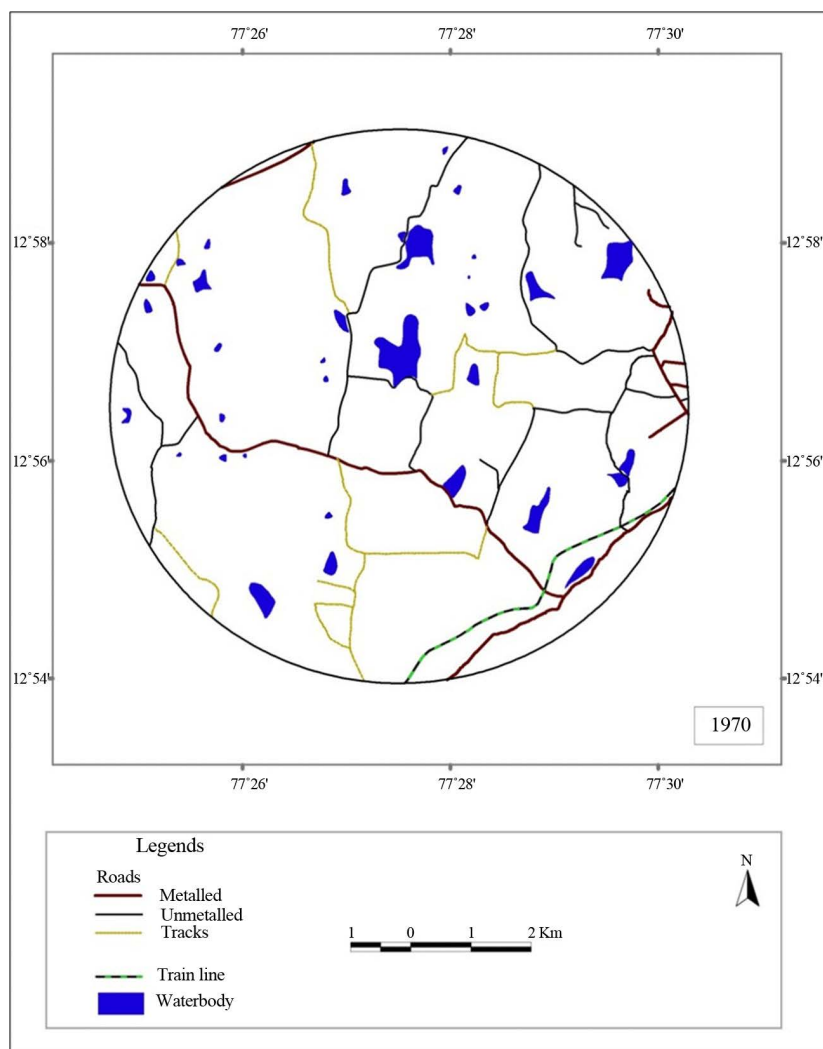 77°26' 77°28' 77°30'
12°58' 12°58'
12°56' 12°56'
12°54' 12°54'
1970
77°26' 77°28' 77°30'
Legends
Roads
Metalled
Unmetalled
Tracks
Train line
Waterbody
1 0 1 2 Km
N